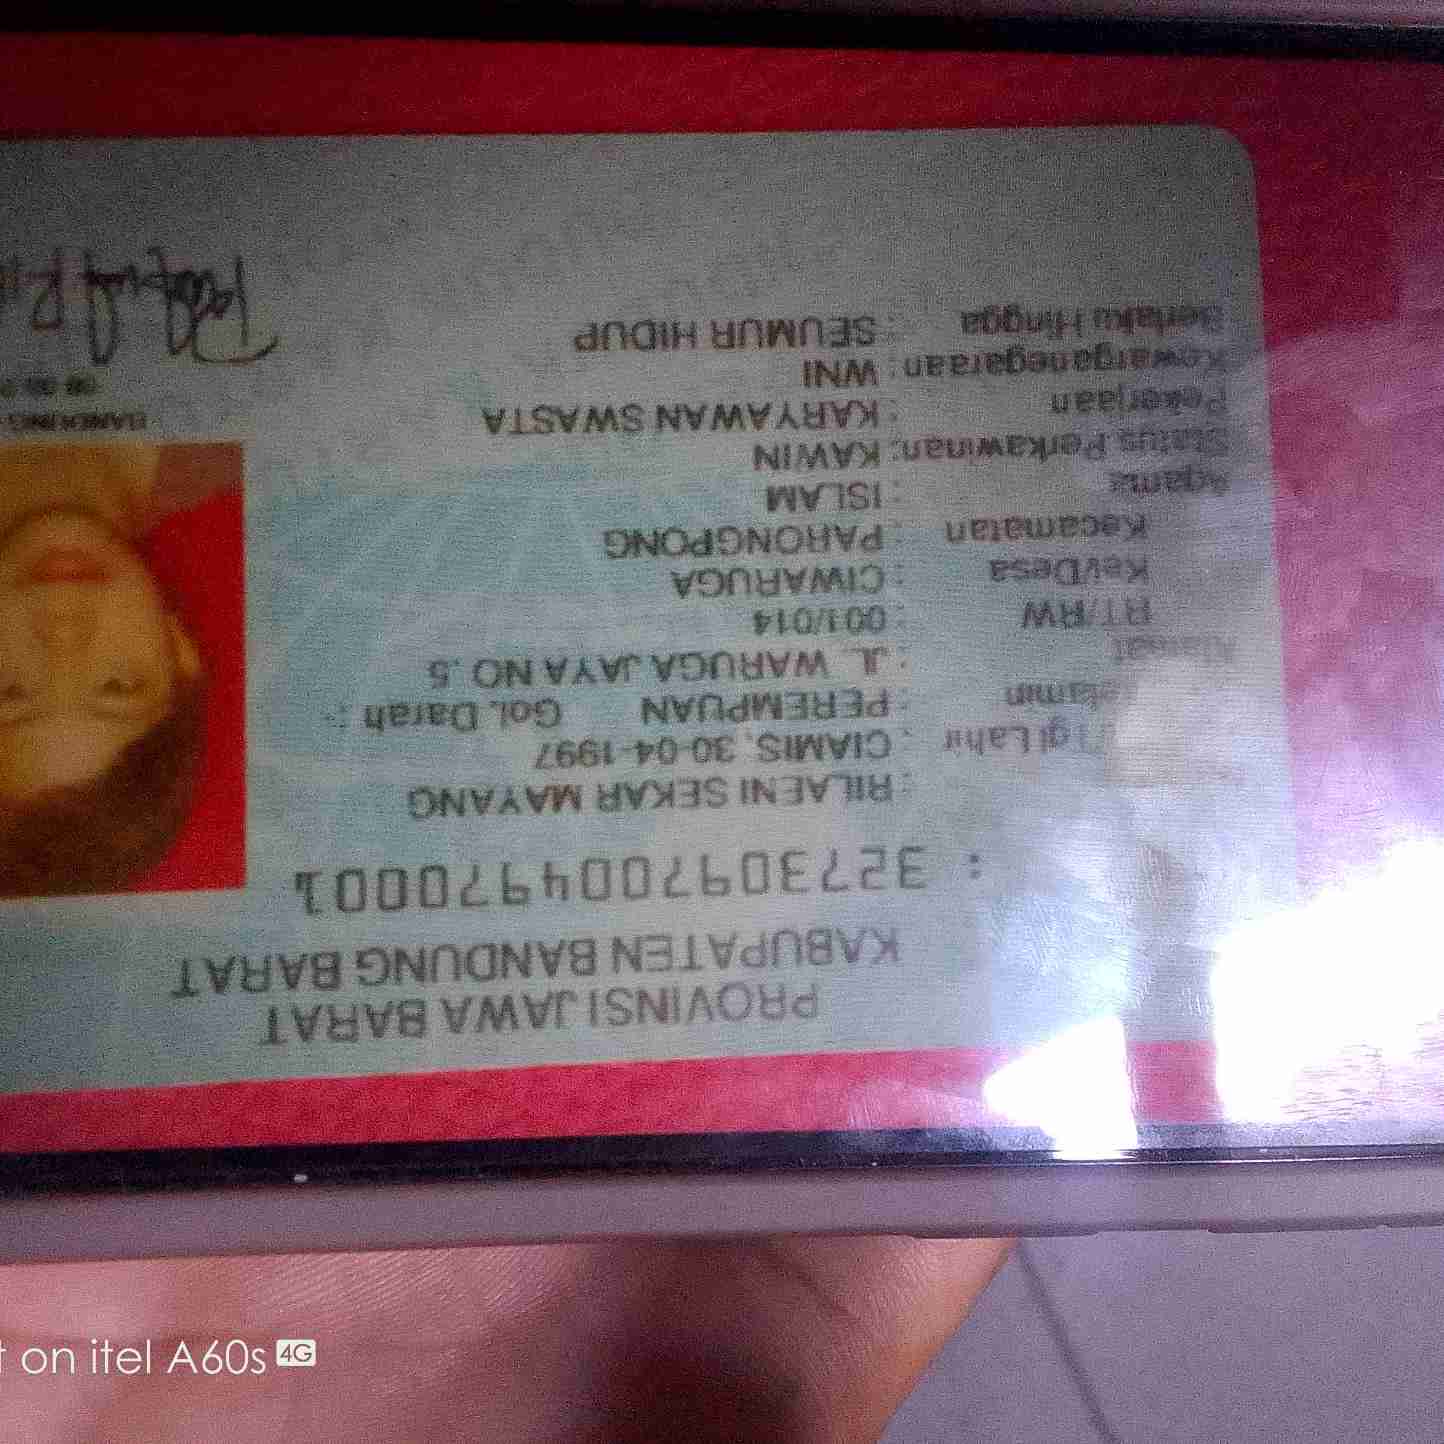 PROVINSI JAWA BARAT
KABUPATEN BANDUNG BARAT
: 3273097004970001
: RILAENI SEKAR MAYANG
Tgl Lahir : CIAMIS, 30-04-1997
: PEREMPUAN Gol. Darah :
Alamat : JL. WARUGA JAYA NO .5
RT/RW : 001/014
Kel/Desa : CIWARUGA
Kecamatan : PARONGPONG
Agama : ISLAM
Status Perkawinan: KAWIN
Pekerjaan : KARYAWAN SWASTA
Kewarganegaraan: WNI
Berlaku Hingga : SEUMUR HIDUP
BANDUNG
on itel A60s 4G